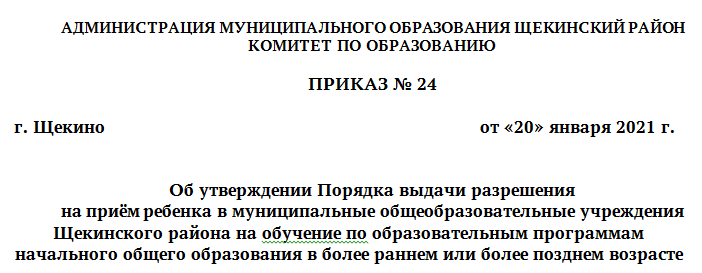 АДМИНИСТРАЦИЯ МУНИЦИПАЛЬНОГО ОБРАЗОВАНИЯ ЩЕКИНСКИЙ РАЙОН
КОМИТЕТ ПО ОБРАЗОВАНИЮ
ПРИКАЗ № 24
г. Щекино от «20» января 2021 г.
Об утверждении Порядка выдачи разрешения
на приём ребенка в муниципальные общеобразовательные учреждения
Щекинского района на обучение по образовательным программам
начального общего образования в более раннем или более позднем возрасте